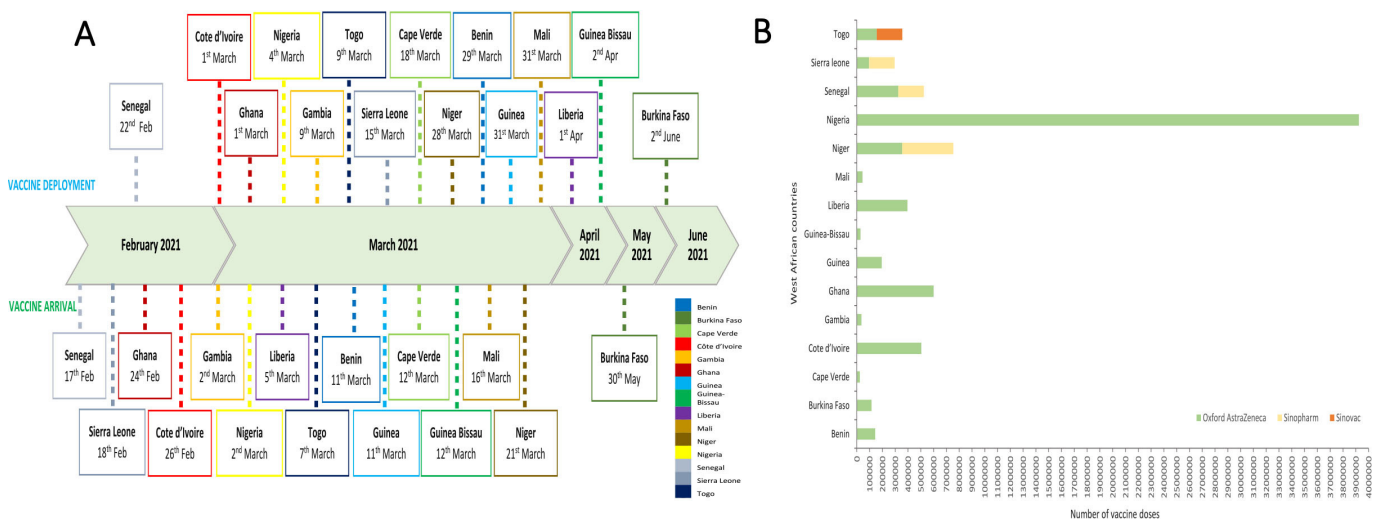 A
Cote d'Ivoire
1st March
Nigeria
4th March
Togo
9th March
Cape Verde
18th March
Benin
29th March
Mali
31st March
Guinea Bissau
2nd Apr
Senegal
22nd Feb
Ghana
1st March
Gambia
9th March
Sierra Leone
15th March
Niger
28th March
Guinea
31st March
Liberia
1st Apr
Burkina Faso
2nd June
VACCINE DEPLOYMENT
February 2021
March 2021
April
2021
May
2021
June
2021
VACCINE ARRIVAL
Senegal
17th Feb
Ghana
24th Feb
Gambia
2nd March
Liberia
5th March
Benin
11th March
Cape Verde
12th March
Mali
16th March
Burkina Faso
30th May
Sierra Leone
18th Feb
Cote d'Ivoire
26th Feb
Nigeria
2nd March
Togo
7th March
Guinea
11th March
Guinea Bissau
12th March
Niger
21st March
Benin
Burkina Faso
Cape Verde
Côte d'Ivoire
Gambia
Ghana
Guinea
Guinea-
Bissau
Liberia
Mali
Niger
Nigeria
Senegal
Sierra Leone
Togo
B
West African countries
Togo
Sierra leone
Senegal
Nigeria
Niger
Mali
Liberia
Guinea-Bissau
Guinea
Ghana
Gambia
Cote d'Ivoire
Cape Verde
Burkina Faso
Benin
Oxford AstraZeneca
Sinopharm
Sinovac
0
100000
200000
300000
400000
500000
600000
700000
800000
900000
1000000
1100000
1200000
1300000
1400000
1500000
1600000
1700000
1800000
1900000
2000000
2100000
2200000
2300000
2400000
2500000
2600000
2700000
2800000
2900000
3000000
3100000
3200000
3300000
3400000
3500000
3600000
3700000
3800000
3900000
4000000
Number of vaccine doses